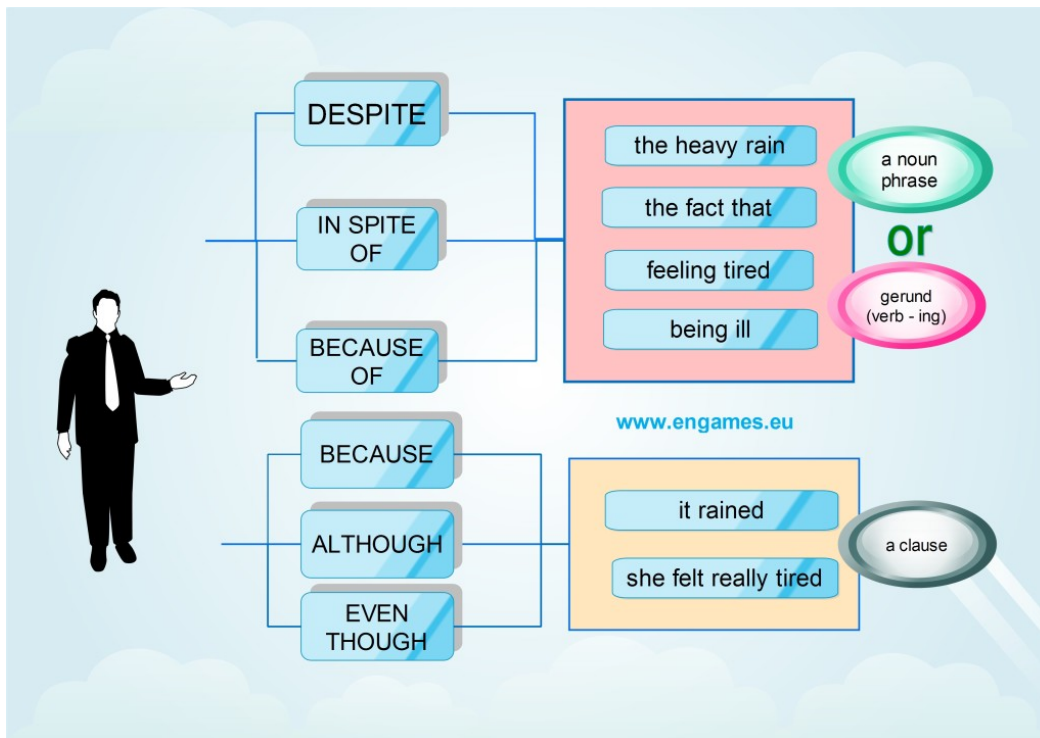 DESPITE
IN SPITE
OF
BECAUSE
OF
the heavy rain
the fact that
feeling tired
being ill
a noun
phrase
or
gerund
(verb - ing)
www.engames.eu
BECAUSE
ALTHOUGH
EVEN
THOUGH
it rained
she felt really tired
a clause